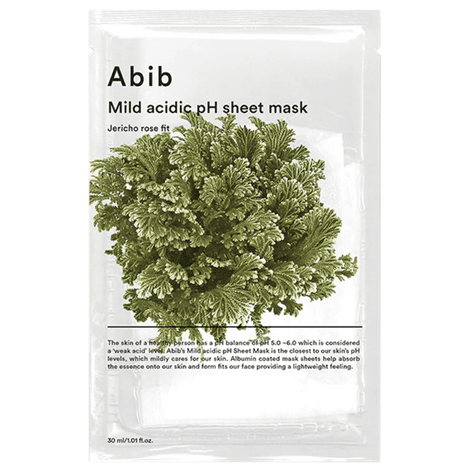 Abib
Mild acidic pH sheet mask
Jericho rose fit
The skin of a healthy person has a pH balance of pH 5.0 ~6.0 which is considered
a 'weak acid' level. Abib's Mild acidic pH Sheet Mask is the closest to our skin's pH
levels, which mildly cares for our skin. Albumin coated mask sheets help absorb
the essence onto our skin and form fits our face providing a lightweight feeling.
30 ml/1.01 fl.oz.